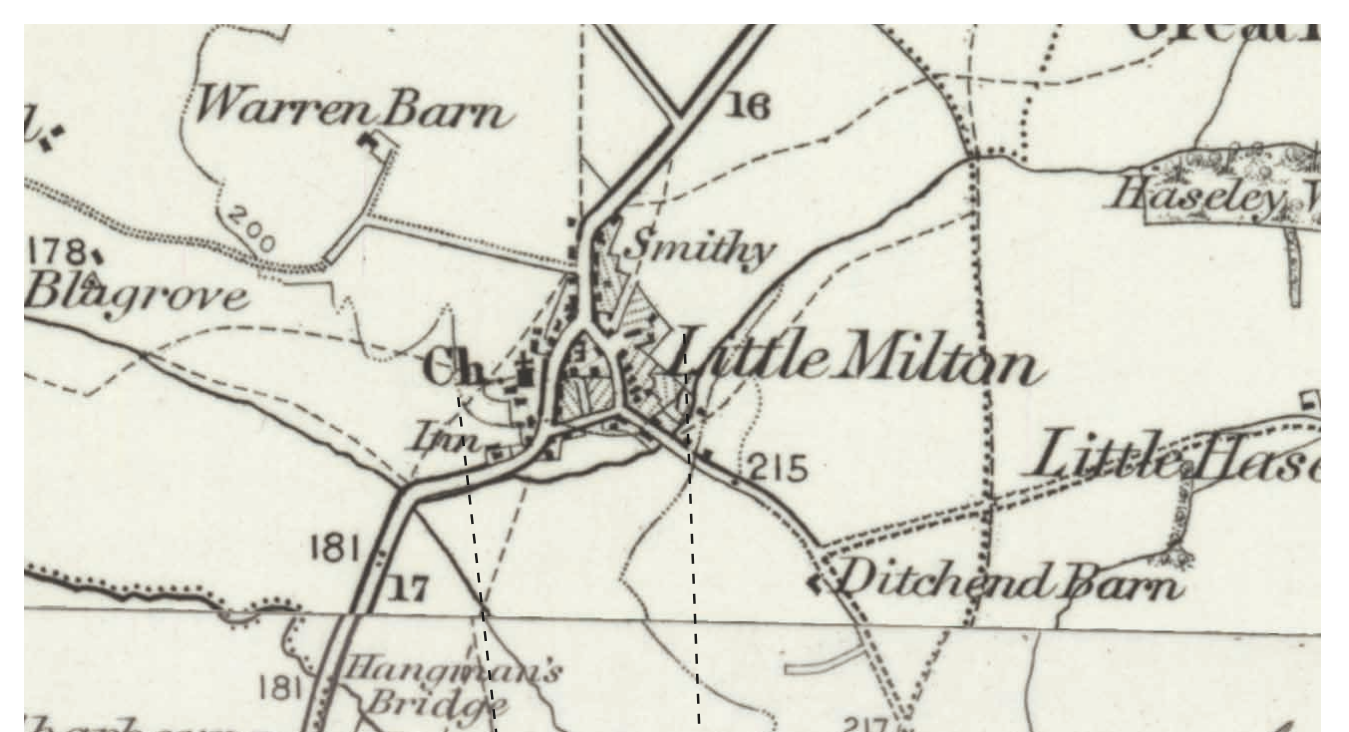 16
Warren Barn
Haseley
200
Smithy
178
Blagrove
Ch.
Little Milton
Inn
215
Little
181
17
Ditchend Barn
Hangman's
Bridge
181
217